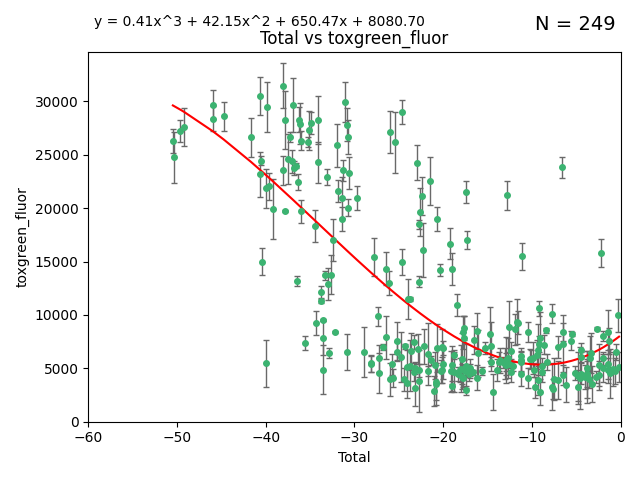 y = 0.41x^3 + 42.15x^2 + 650.47x + 8080.70
N = 249
Total vs toxgreen_fluor
toxgreen_fluor
30000
25000
20000
15000
10000
5000
0
−60
−50
−40
−30
−20
−10
0
Total